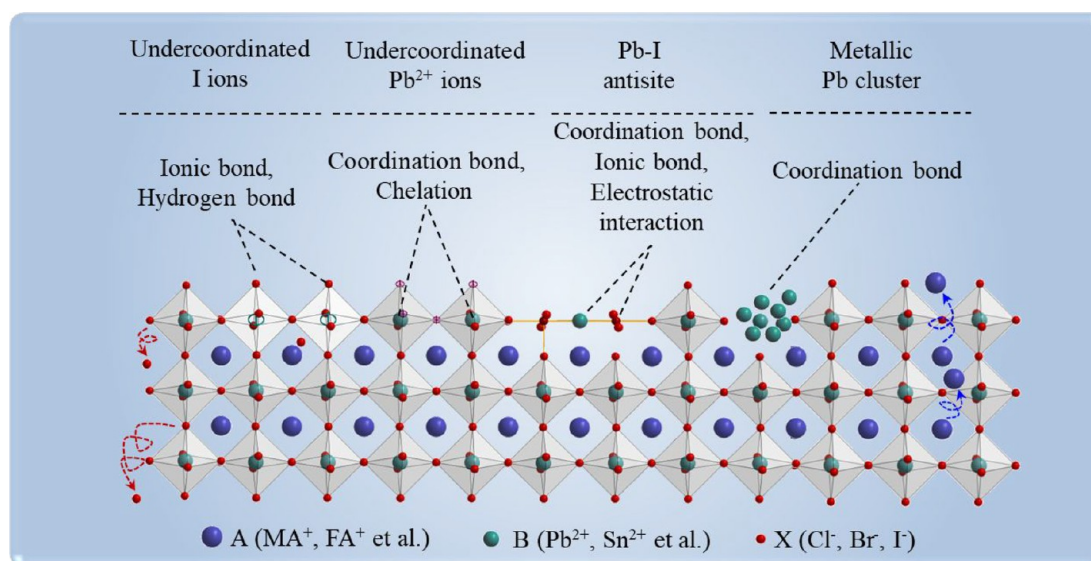 Undercoordinated
I ions
Undercoordinated
Pb²⁺ ions
Pb-I
antisite
Metallic
Pb cluster
Ionic bond,
Hydrogen bond
Coordination bond,
Chelation
Coordination bond,
Ionic bond,
Electrostatic
interaction
Coordination bond
A (MA⁺, FA⁺ et al.)
B (Pb²⁺, Sn²⁺ et al.)
X (Cl⁻, Br⁻, I⁻)